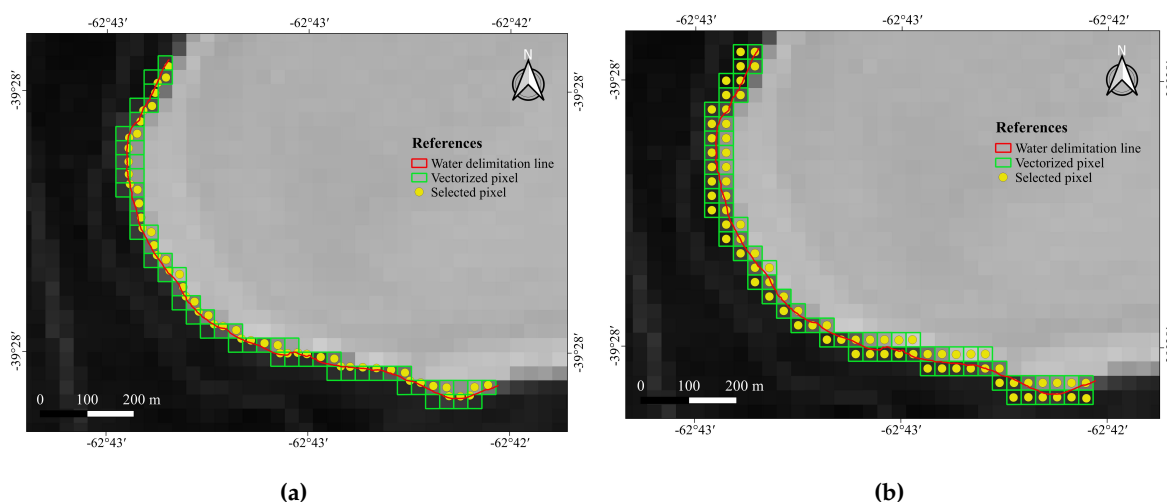 -62°43′ -62°43′ -62°42′
N
-39°28′ -39°28′
References
Water delimitation line
Vectorized pixel
Selected pixel
-39°28′ -39°28′
0 100 200 m
-62°43′ -62°43′ -62°42′
(a)
-62°43′ -62°43′ -62°42′
N
-39°28′
References
Water delimitation line
Vectorized pixel
Selected pixel
-39°28′
0 100 200 m
-62°43′ -62°43′ -62°42′
(b)